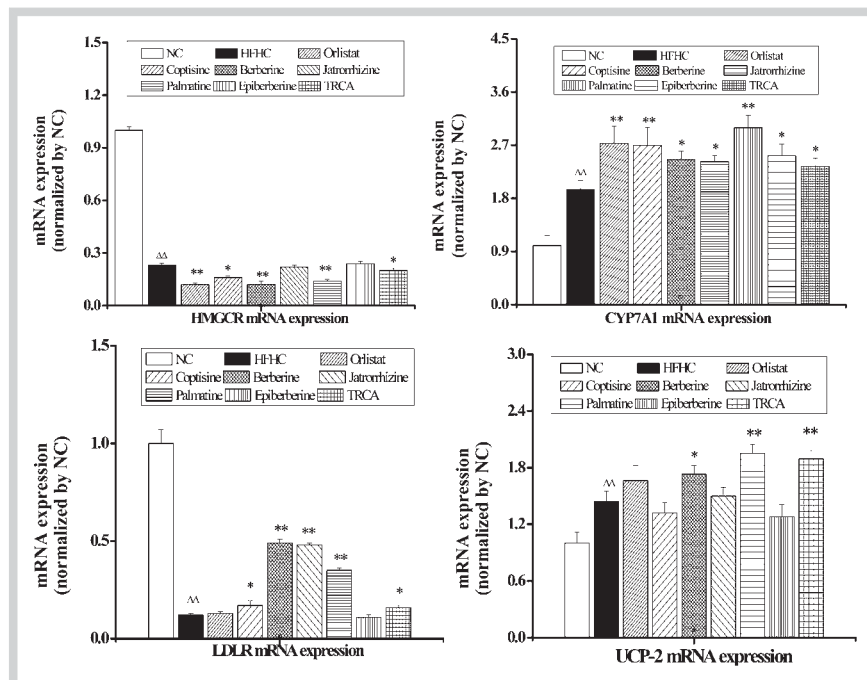 1.5
1.2
0.9
0.6
0.3
0.0
mRNA expression
(normalized by NC)
NC HFHC Orlistat
Coptisine Berberine Jatrorrhizine
Palmatine Epiberberine TRCA
ΔΔ
**
*
**
**
*
HMGCR mRNA expression
4.5
3.6
2.7
1.8
0.9
0.0
mRNA expression
(normalized by NC)
NC HFHC Orlistat
Coptisine Berberine Jatrorrhizine
Palmatine Epiberberine TRCA
^^
**
**
*
*
**
*
*
CYP7A1 mRNA expression
1.5
1.0
0.5
0.0
mRNA expression
(normalized by NC)
NC HFHC Orlistat
Coptisine Berberine Jatrorrhizine
Palmatine Epiberberine TRCA
^^
*
**
**
**
*
LDLR mRNA expression
3.0
2.4
1.8
1.2
0.6
0.0
mRNA expression
(normalized by NC)
NC HFHC Orlistat
Coptisine Berberine Jatrorrhizine
Palmatine Epiberberine TRCA
^^
*
**
**
UCP-2 mRNA expression